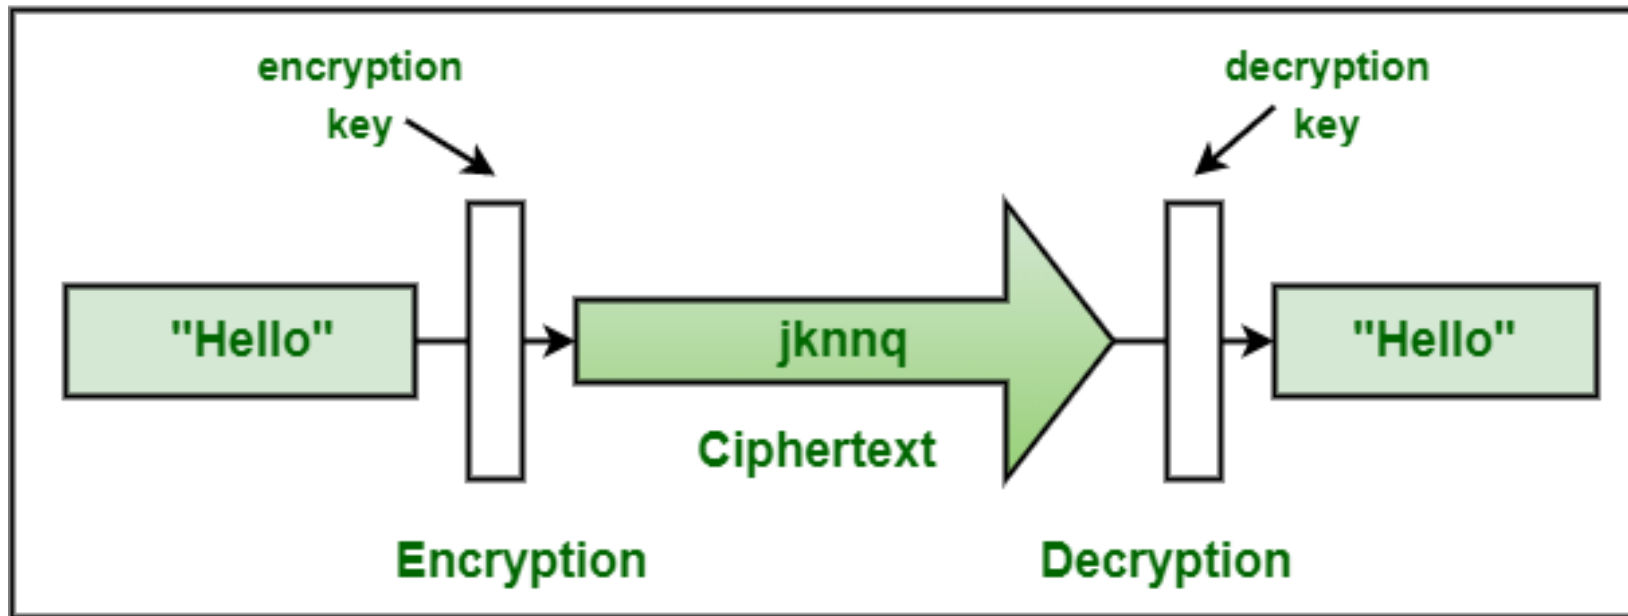 encryption
key
decryption
key
"Hello"
jknnq
"Hello"
Ciphertext
Encryption
Decryption